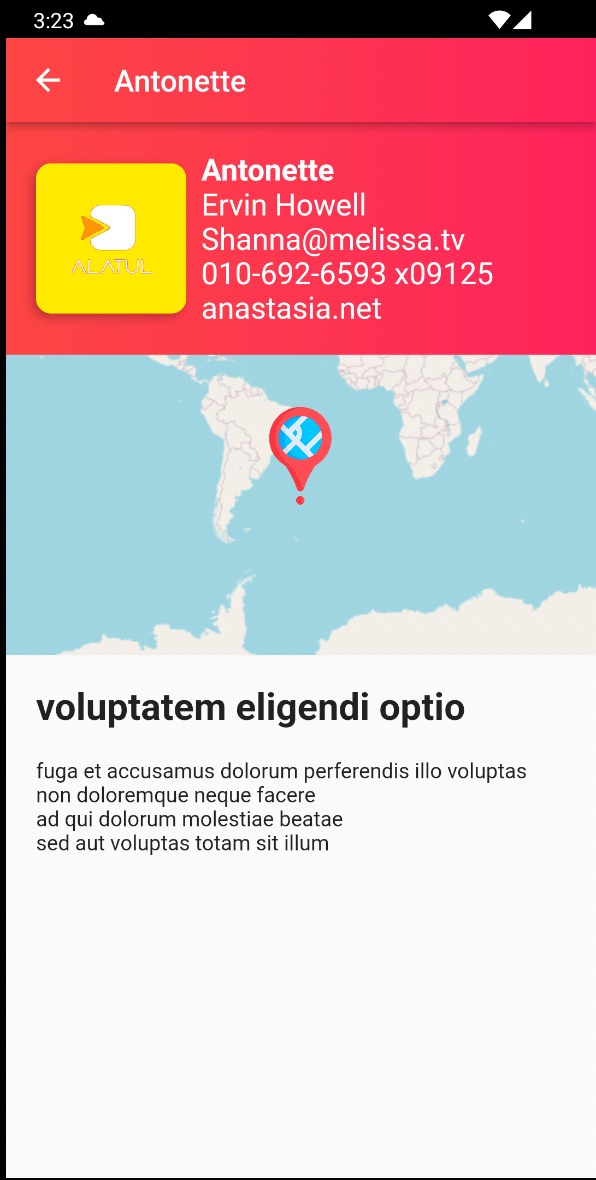 3:23
Antonette
Antonette
Ervin Howell
Shanna@melissa.tv
010-692-6593 x09125
anastasia.net
ALATUL
voluptatem eligendi optio
fuga et accusamus dolorum perferendis illo voluptas
non doloremque neque facere
ad qui dolorum molestiae beatae
sed aut voluptas totam sit illum